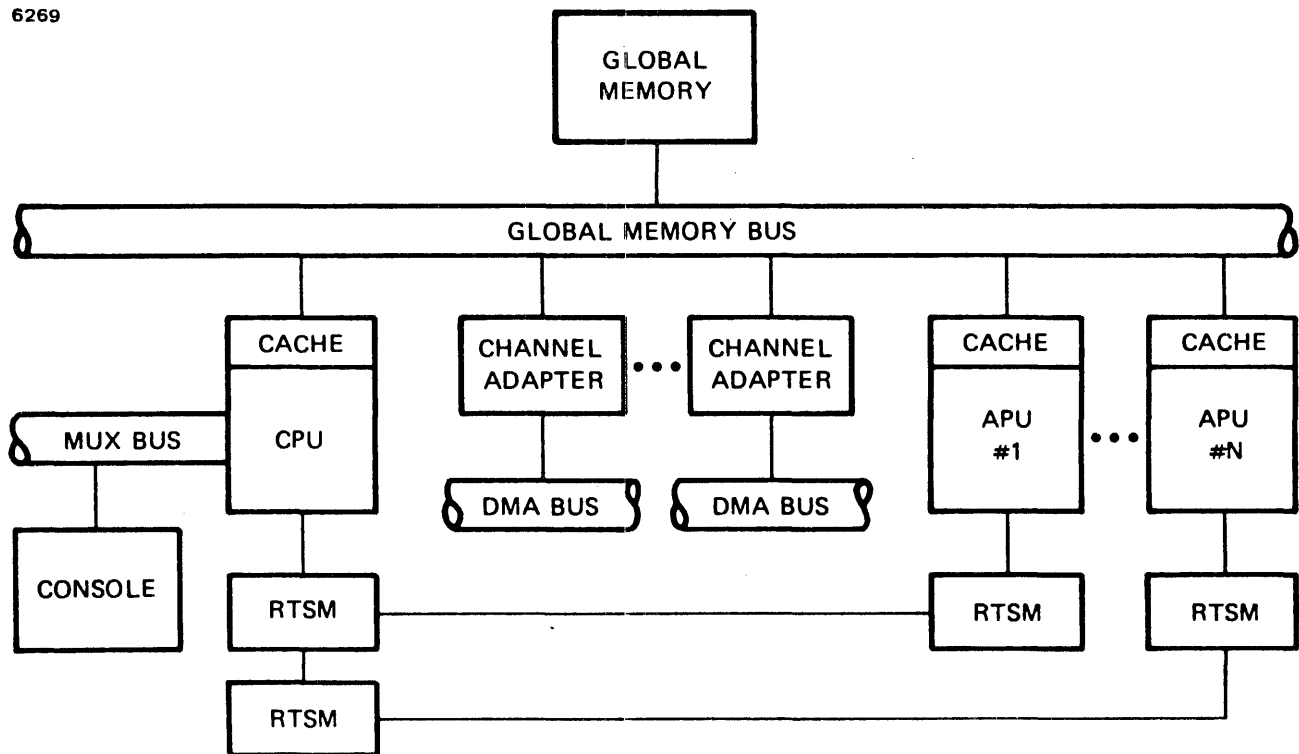 6269
GLOBAL
MEMORY
GLOBAL MEMORY BUS
CACHE
CPU
MUX BUS
CONSOLE
CHANNEL
ADAPTER
CHANNEL
ADAPTER
DMA BUS
DMA BUS
CACHE
APU
#1
CACHE
APU
#N
RTSM
RTSM
RTSM
RTSM